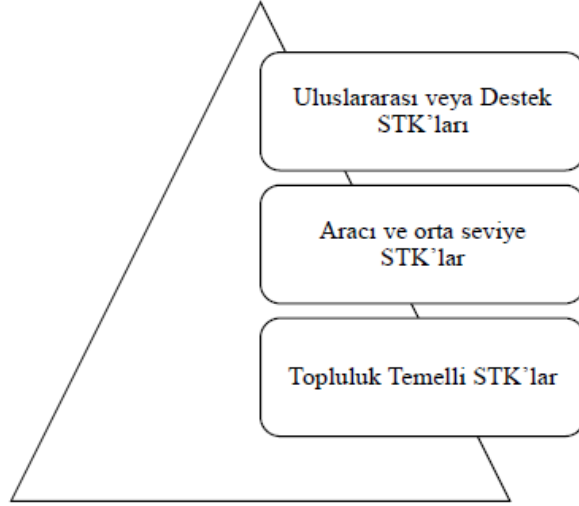 Uluslararası veya Destek
STK’ları
Aracı ve orta seviye
STK’lar
Topluluk Temelli STK’lar